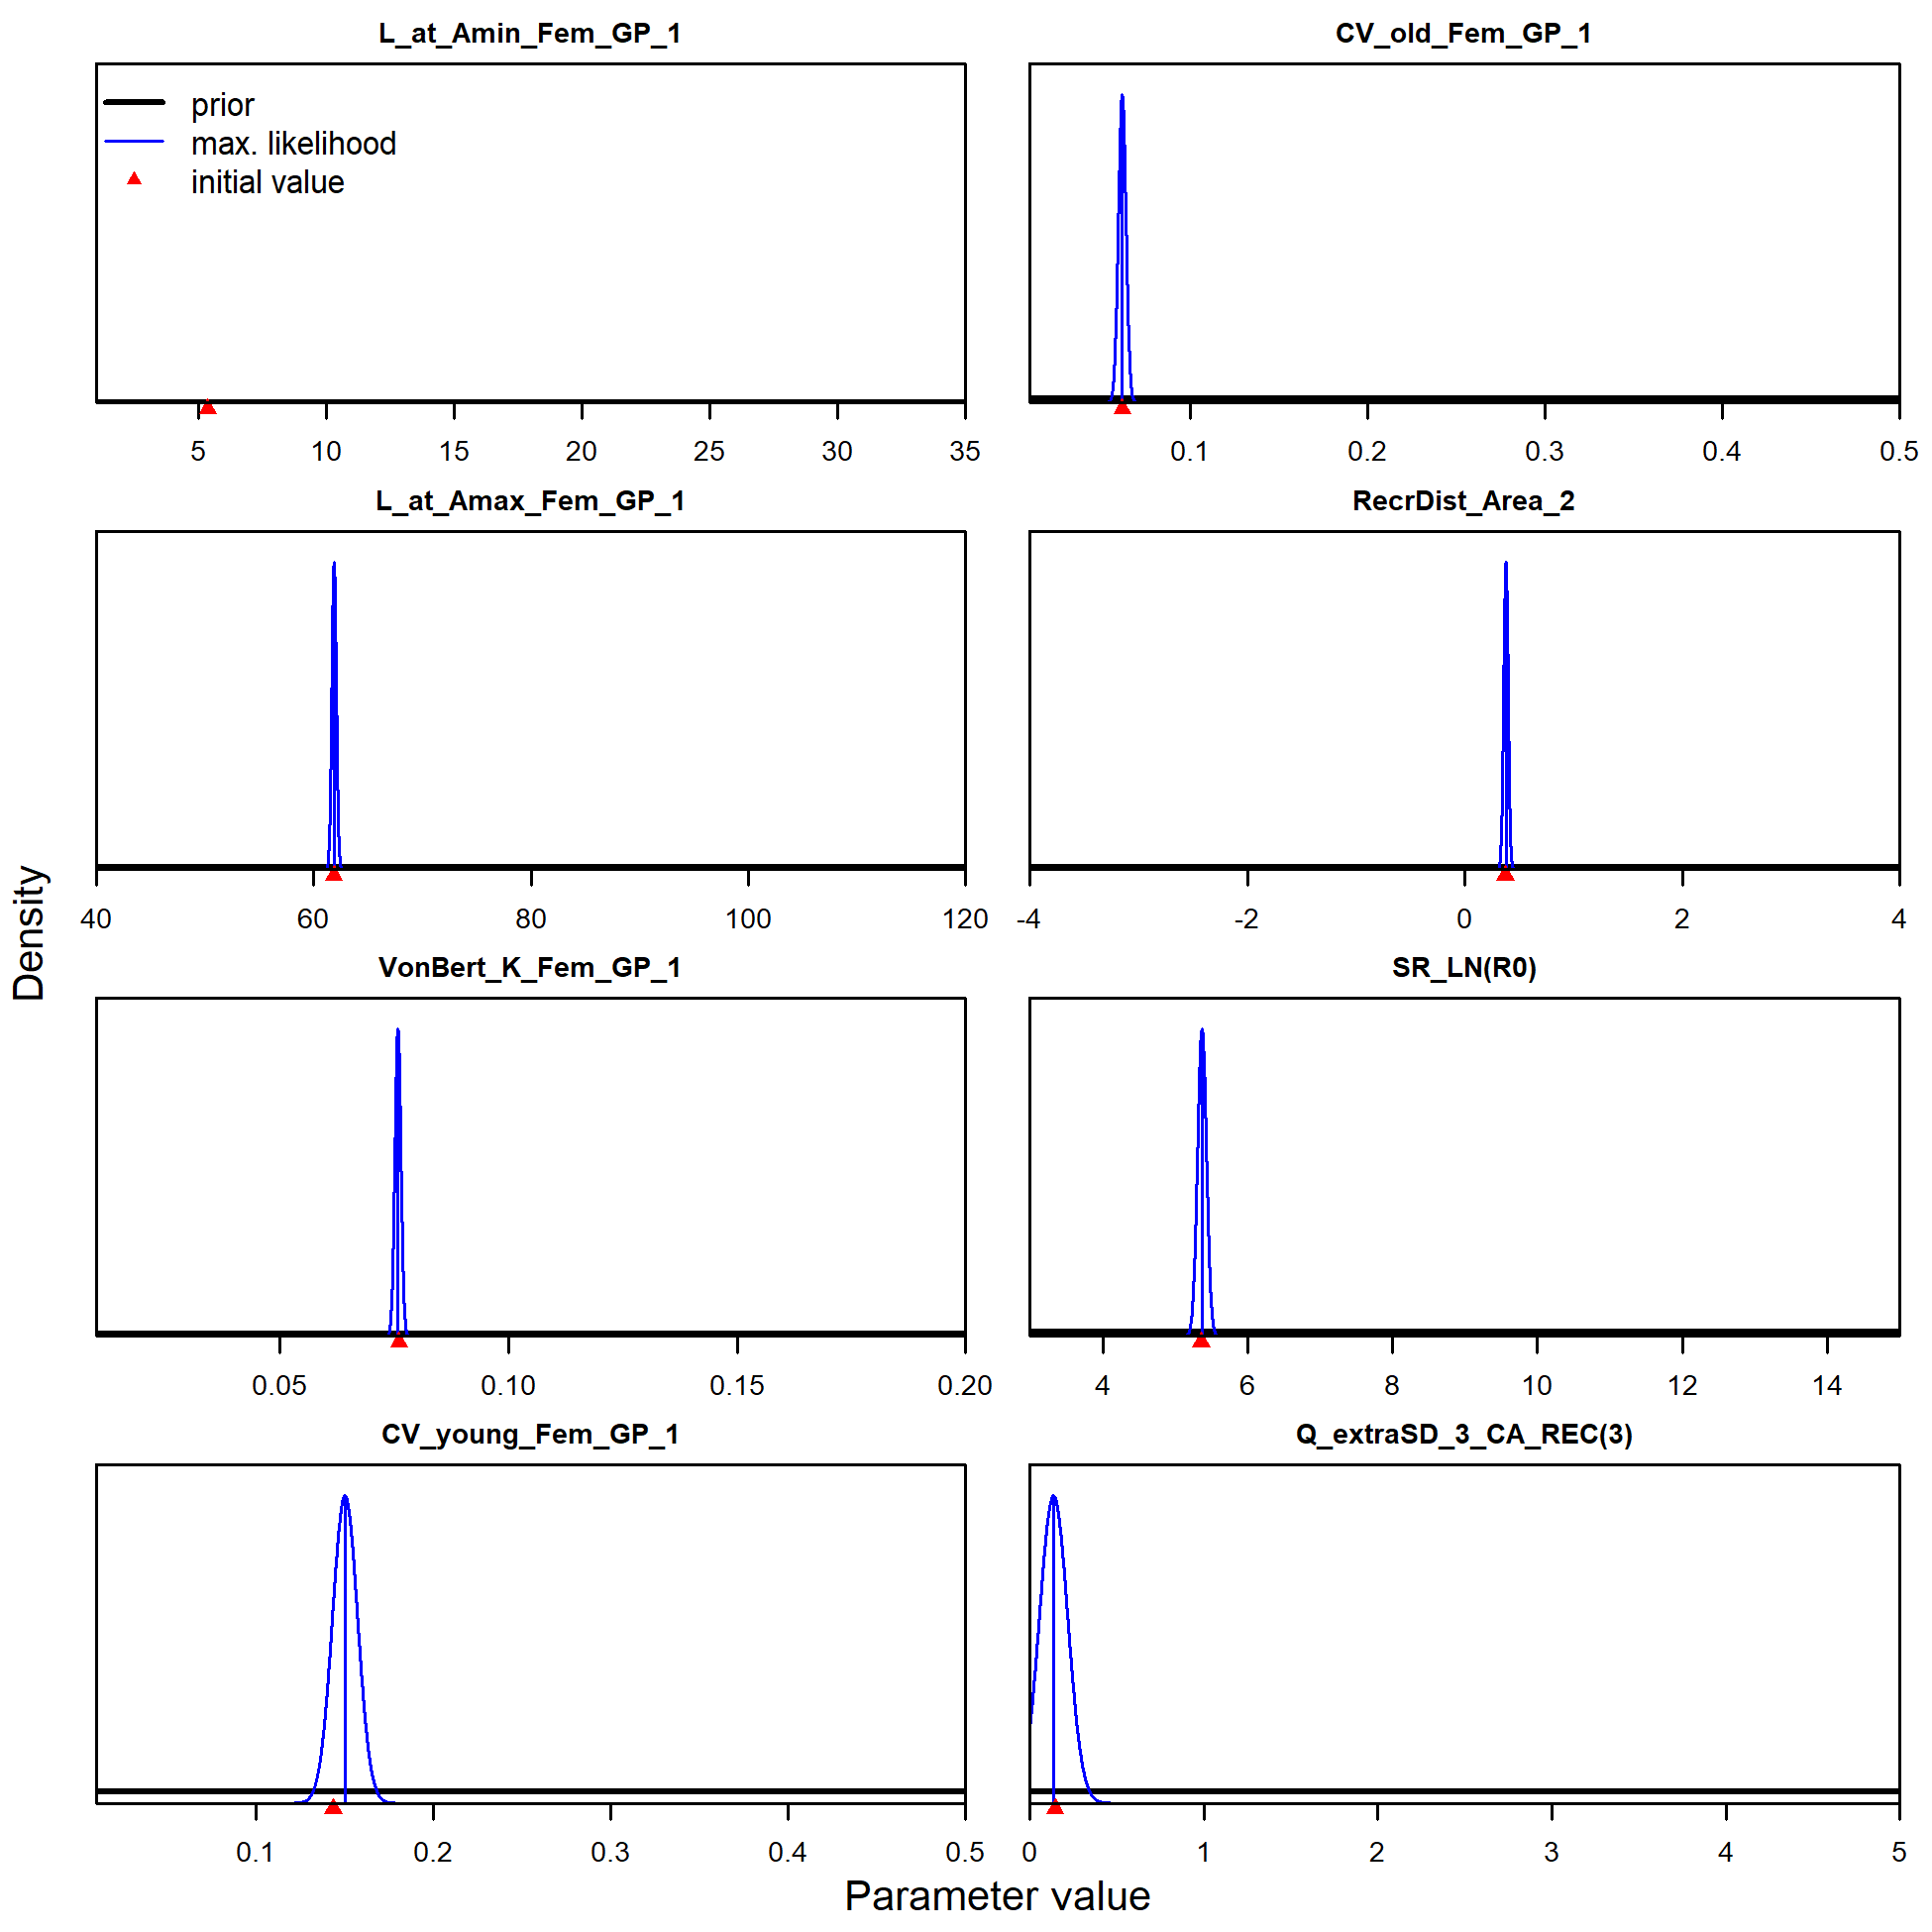 L_at_Amin_Fem_GP_1
prior
max. likelihood
initial value
5 10 15 20 25 30 35
CV_old_Fem_GP_1
0.1 0.2 0.3 0.4 0.5
L_at_Amax_Fem_GP_1
40 60 80 100 120
RecrDist_Area_2
-4 -2 0 2 4
VonBert_K_Fem_GP_1
0.05 0.10 0.15 0.20
SR_LN(R0)
4 6 8 10 12 14
CV_young_Fem_GP_1
0.1 0.2 0.3 0.4 0.5
Q_extraSD_3_CA_REC(3)
0 1 2 3 4 5
Density
Parameter value